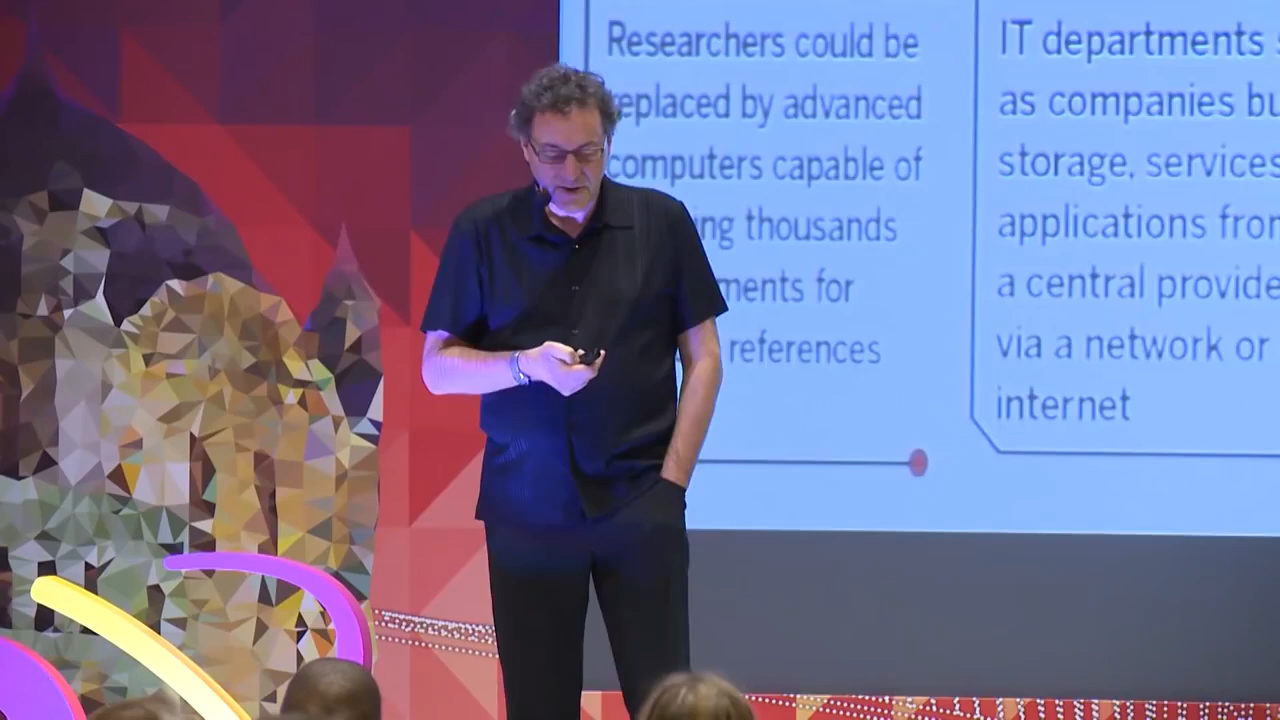 Researchers could be
replaced by advanced
computers capable of
thousands
for
references
IT departments
as companies
storage, services
applications
a central
via a network or
internet